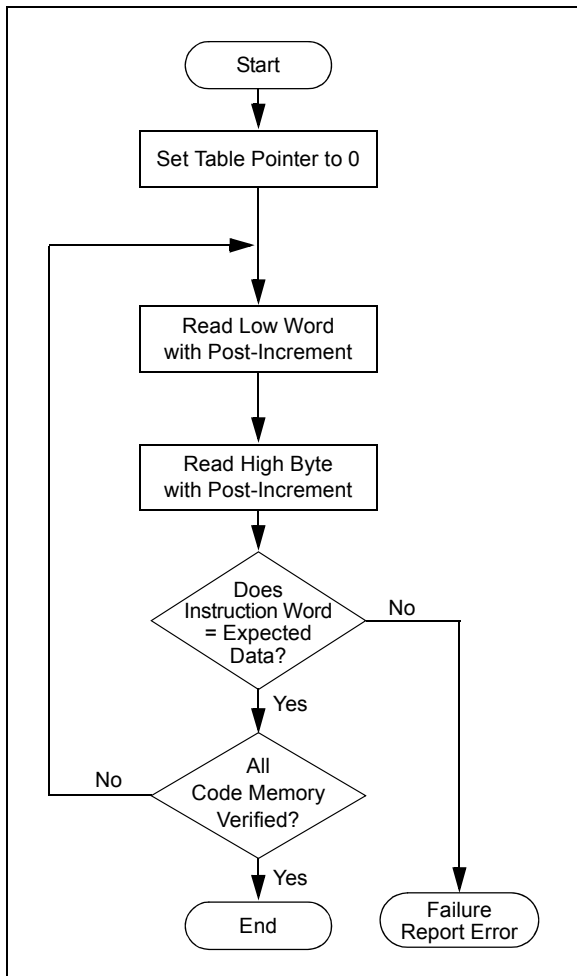 Start
Set Table Pointer to 0
Read Low Word
with Post-Increment
Read High Byte
with Post-Increment
Does
Instruction Word
= Expected
Data?
No
Yes
All
Code Memory
Verified?
No
Yes
End
Failure
Report Error